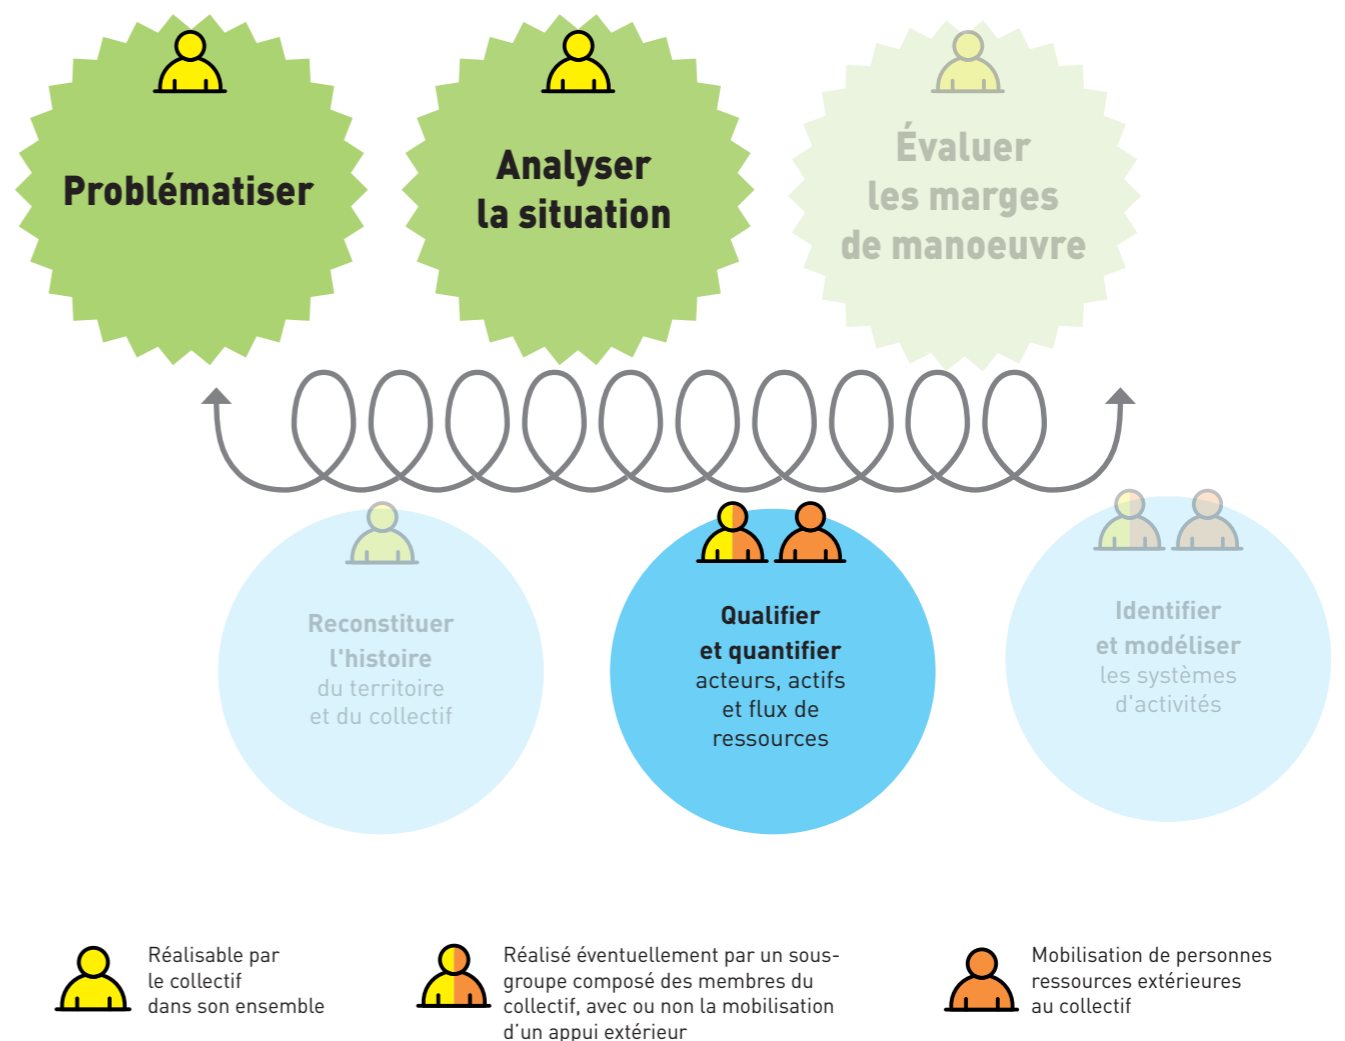 Problématiser
Analyser
la situation
Évaluer
les marges
de manoeuvre
Reconstituer
l'histoire
du territoire
et du collectif
Qualifier
et quantifier
acteurs, actifs
et flux de
ressources
Identifier
et modéliser
les systèmes
d'activités
Réalisable par
le collectif
dans son ensemble
Réalisé éventuellement par un sous-
groupe composé des membres du
collectif, avec ou non la mobilisation
d'un appui extérieur
Mobilisation de personnes
ressources extérieures
au collectif